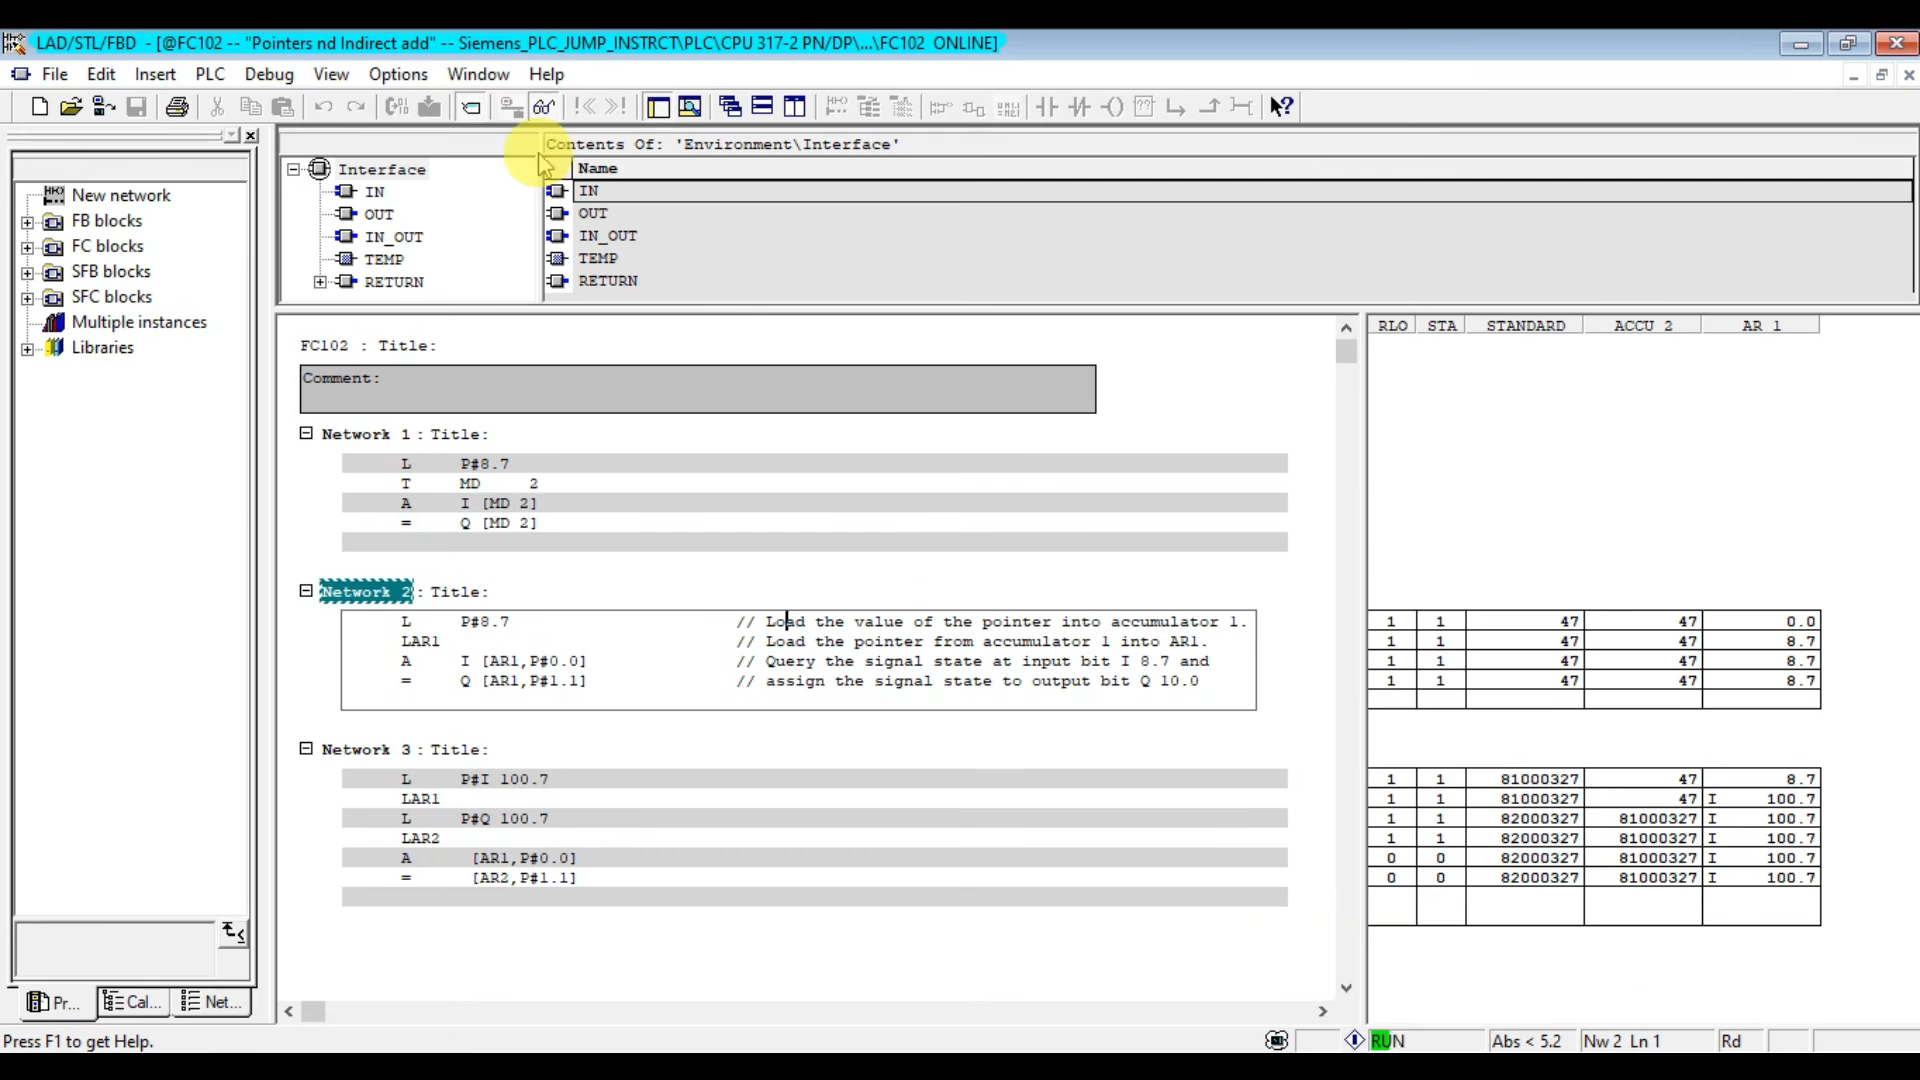 LAD/STL/FBD - [@FC102 -- "Pointers nd Indirect add" -- Siemens_PLC_JUMP_INSTRCT\PLC\CPU 317-2 PN/DP\...\FC102 ONLINE]
File Edit Insert PLC Debug View Options Window Help
New network
FB blocks
FC blocks
SFB blocks
SFC blocks
Multiple instances
Libraries
Pr... Cal... Net...
Interface
IN
OUT
IN_OUT
TEMP
RETURN
Contents Of: 'Environment\Interface'
Name
IN
OUT
IN_OUT
TEMP
RETURN
FC102 : Title:
Comment:
Network 1 : Title:
L P#8.7
T MD 2
A I [MD 2]
= Q [MD 2]
Network 2 : Title:
L P#8.7 // Load the value of the pointer into accumulator 1.
LAR1 // Load the pointer from accumulator 1 into AR1.
A I [AR1,P#0.0] // Query the signal state at input bit I 8.7 and
= Q [AR1,P#1.1] // assign the signal state to output bit Q 10.0
Network 3 : Title:
L P#I 100.7
LAR1
L P#Q 100.7
LAR2
A [AR1,P#0.0]
= [AR2,P#1.1]
RLO STA STANDARD ACCU 2 AR 1
1 1 47 47 0.0
1 1 47 47 8.7
1 1 47 47 8.7
1 1 47 47 8.7
1 1 81000327 47 8.7
1 1 81000327 47 I 100.7
1 1 82000327 81000327 I 100.7
1 1 82000327 81000327 I 100.7
0 0 82000327 81000327 I 100.7
0 0 82000327 81000327 I 100.7
Press F1 to get Help. RUN Abs < 5.2 Nw 2 Ln 1 Rd